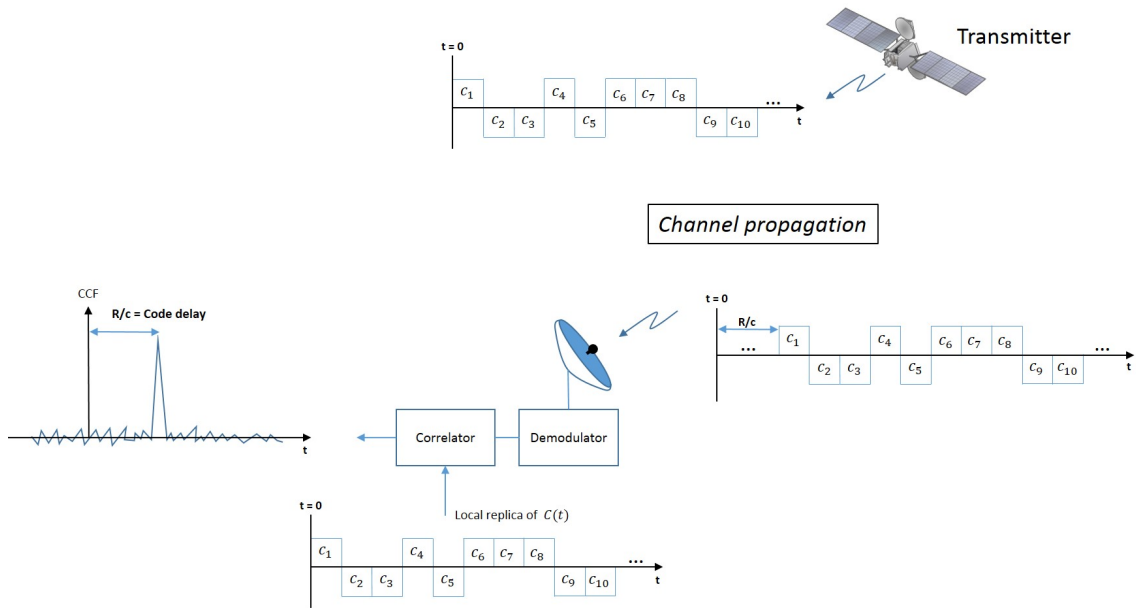 Transmitter
t = 0
C1 C4 C6 C7 C8 ...
C2 C3 C5 C9 C10
t
Channel propagation
CCF
R/c = Code delay
t
t = 0
R/c
... C1 C4 C6 C7 C8 ...
C2 C3 C5 C9 C10
t
Correlator
Demodulator
Local replica of C(t)
t = 0
C1 C4 C6 C7 C8 ...
C2 C3 C5 C9 C10
t